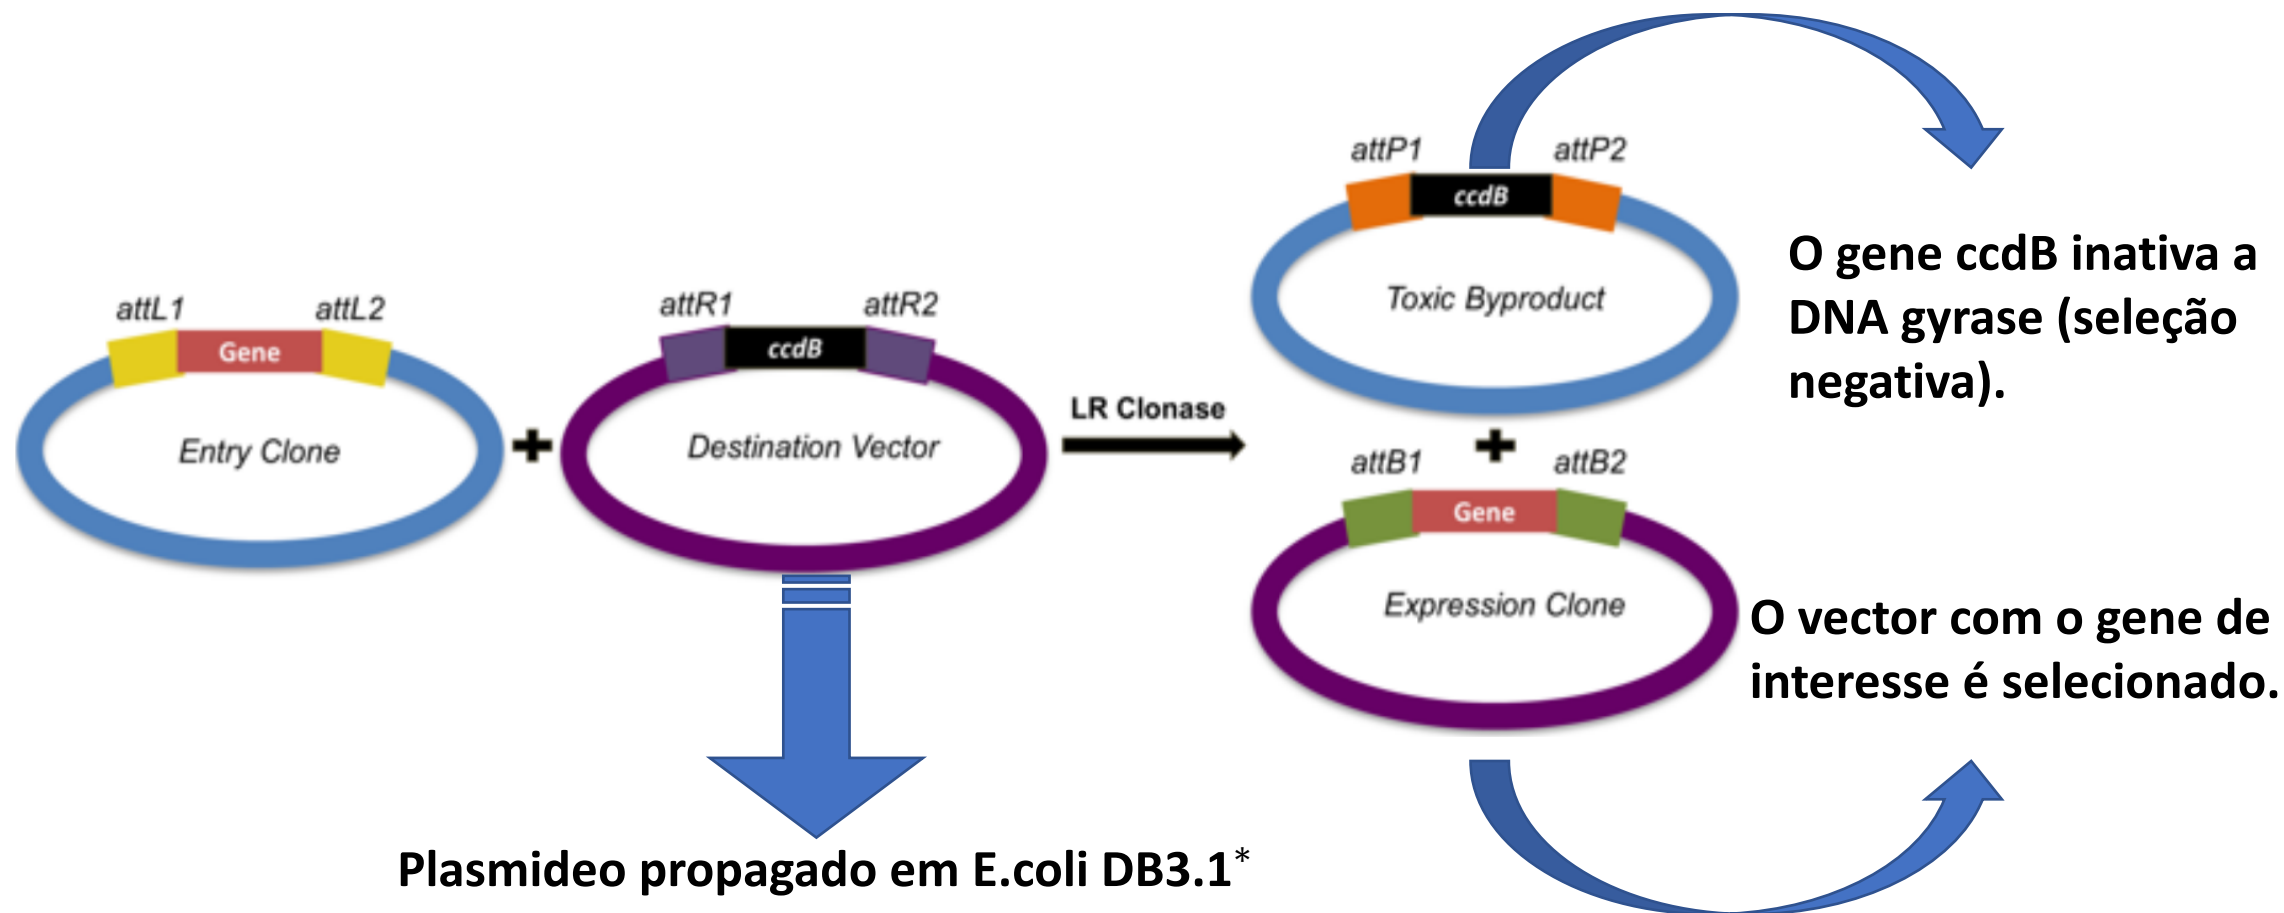 attL1
attL2
Gene
Entry Clone
+
attR1
attR2
ccdB
Destination Vector
LR Clonase
attP1
attP2
ccdB
Toxic Byproduct
+
attB1
attB2
Gene
Expression Clone
O gene ccdB inativa a
DNA gyrase (seleção
negativa).
O vector com o gene de
interesse é selecionado.
Plasmideo propagado em E.coli DB3.1*